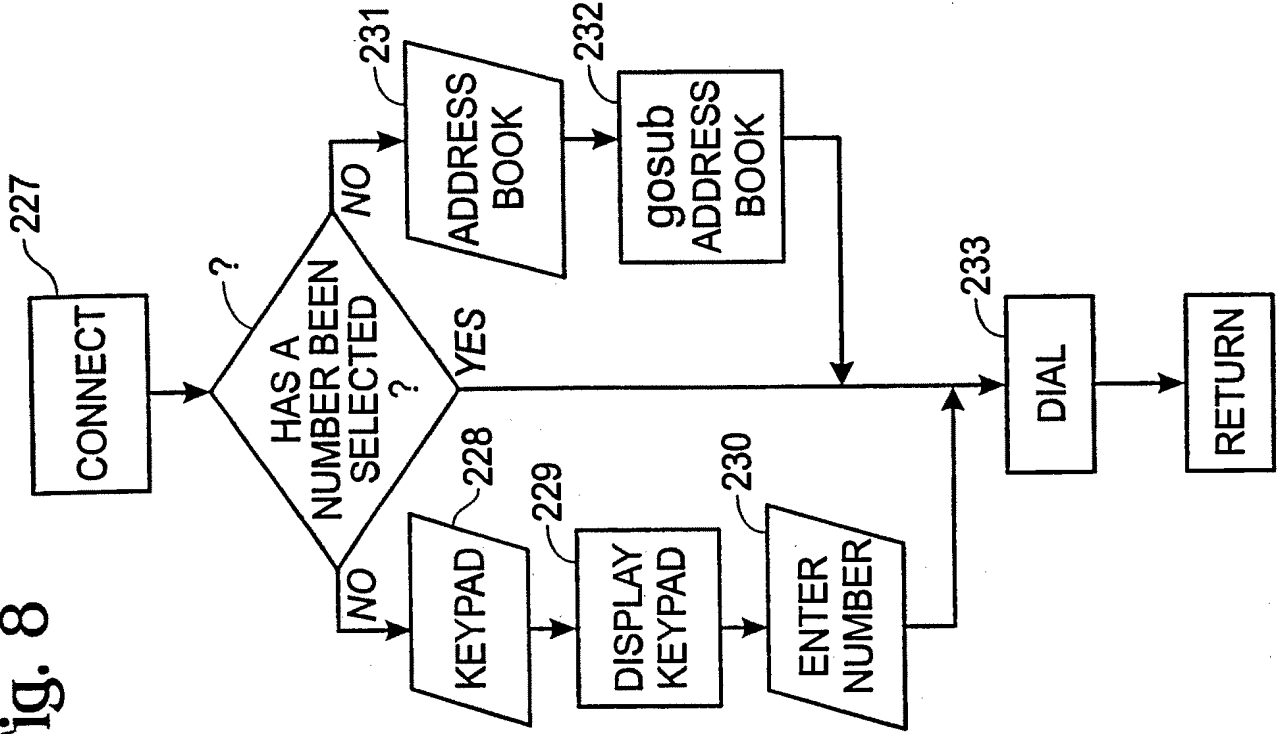 Fig. 8
227
CONNECT
?
HAS A
NUMBER BEEN
SELECTED
?
NO
NO
YES
228
KEYPAD
229
DISPLAY
KEYPAD
230
ENTER
NUMBER
231
ADDRESS
BOOK
232
gosub
ADDRESS
BOOK
233
DIAL
RETURN